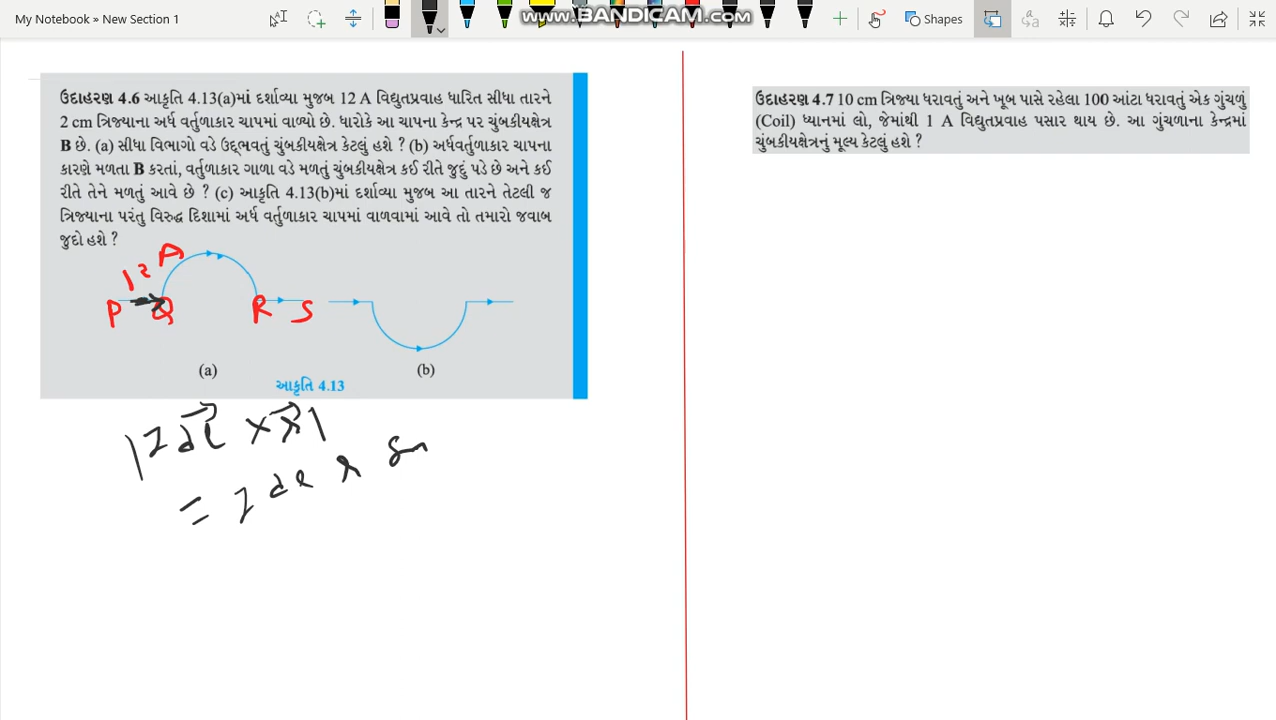 My Notebook » New Section 1
www.BANDICAM.com
Shapes
ઉદાહરણ 4.6 આકૃતિ 4.13(a)માં દર્શાવ્યા મુજબ 12 A વિદ્યુતપ્રવાહ ધારિત સીધા તારને
2 cm ત્રિજ્યાના અર્ધ વર્તુળાકાર ચાપમાં વાળ્યો છે. ધારોકે આ ચાપના કેન્દ્ર પર ચુંબકીયક્ષેત્ર
B છે. (a) સીધા વિભાગો વડે ઉદ્દભવતું ચુંબકીયક્ષેત્ર કેટલું હશે ? (b) અર્ધવર્તુળાકાર ચાપના
કારણે મળતા B કરતાં, વર્તુળાકાર ગાળા વડે મળતું ચુંબકીયક્ષેત્ર કઈ રીતે જુદું પડે છે અને કઈ
રીતે તેને મળતું આવે છે ? (c) આકૃતિ 4.13(b)માં દર્શાવ્યા મુજબ આ તારને તેટલી જ
ત્રિજ્યાના પરંતુ વિરુદ્ધ દિશામાં અર્ધ વર્તુળાકાર ચાપમાં વાળવામાં આવે તો તમારો જવાબ
જુદો હશે ?
12 A
P Q R S
(a) (b)
આકૃતિ 4.13
ઉદાહરણ 4.7 10 cm ત્રિજ્યા ધરાવતું અને ખૂબ પાસે રહેલા 100 આંટા ધરાવતું એક ગુંચળું
(Coil) ધ્યાનમાં લો, જેમાંથી 1 A વિદ્યુતપ્રવાહ પસાર થાય છે. આ ગુંચળાના કેન્દ્રમાં
ચુંબકીયક્ષેત્રનું મૂલ્ય કેટલું હશે ?